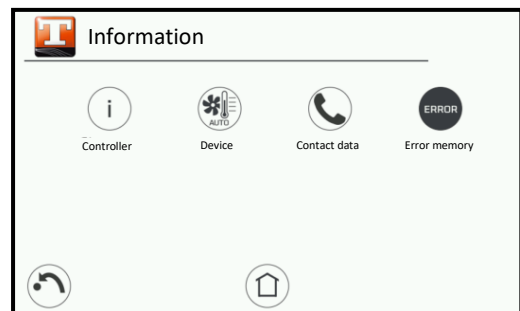 T Information
i
AUTO
ERROR
Controller Device Contact data Error memory